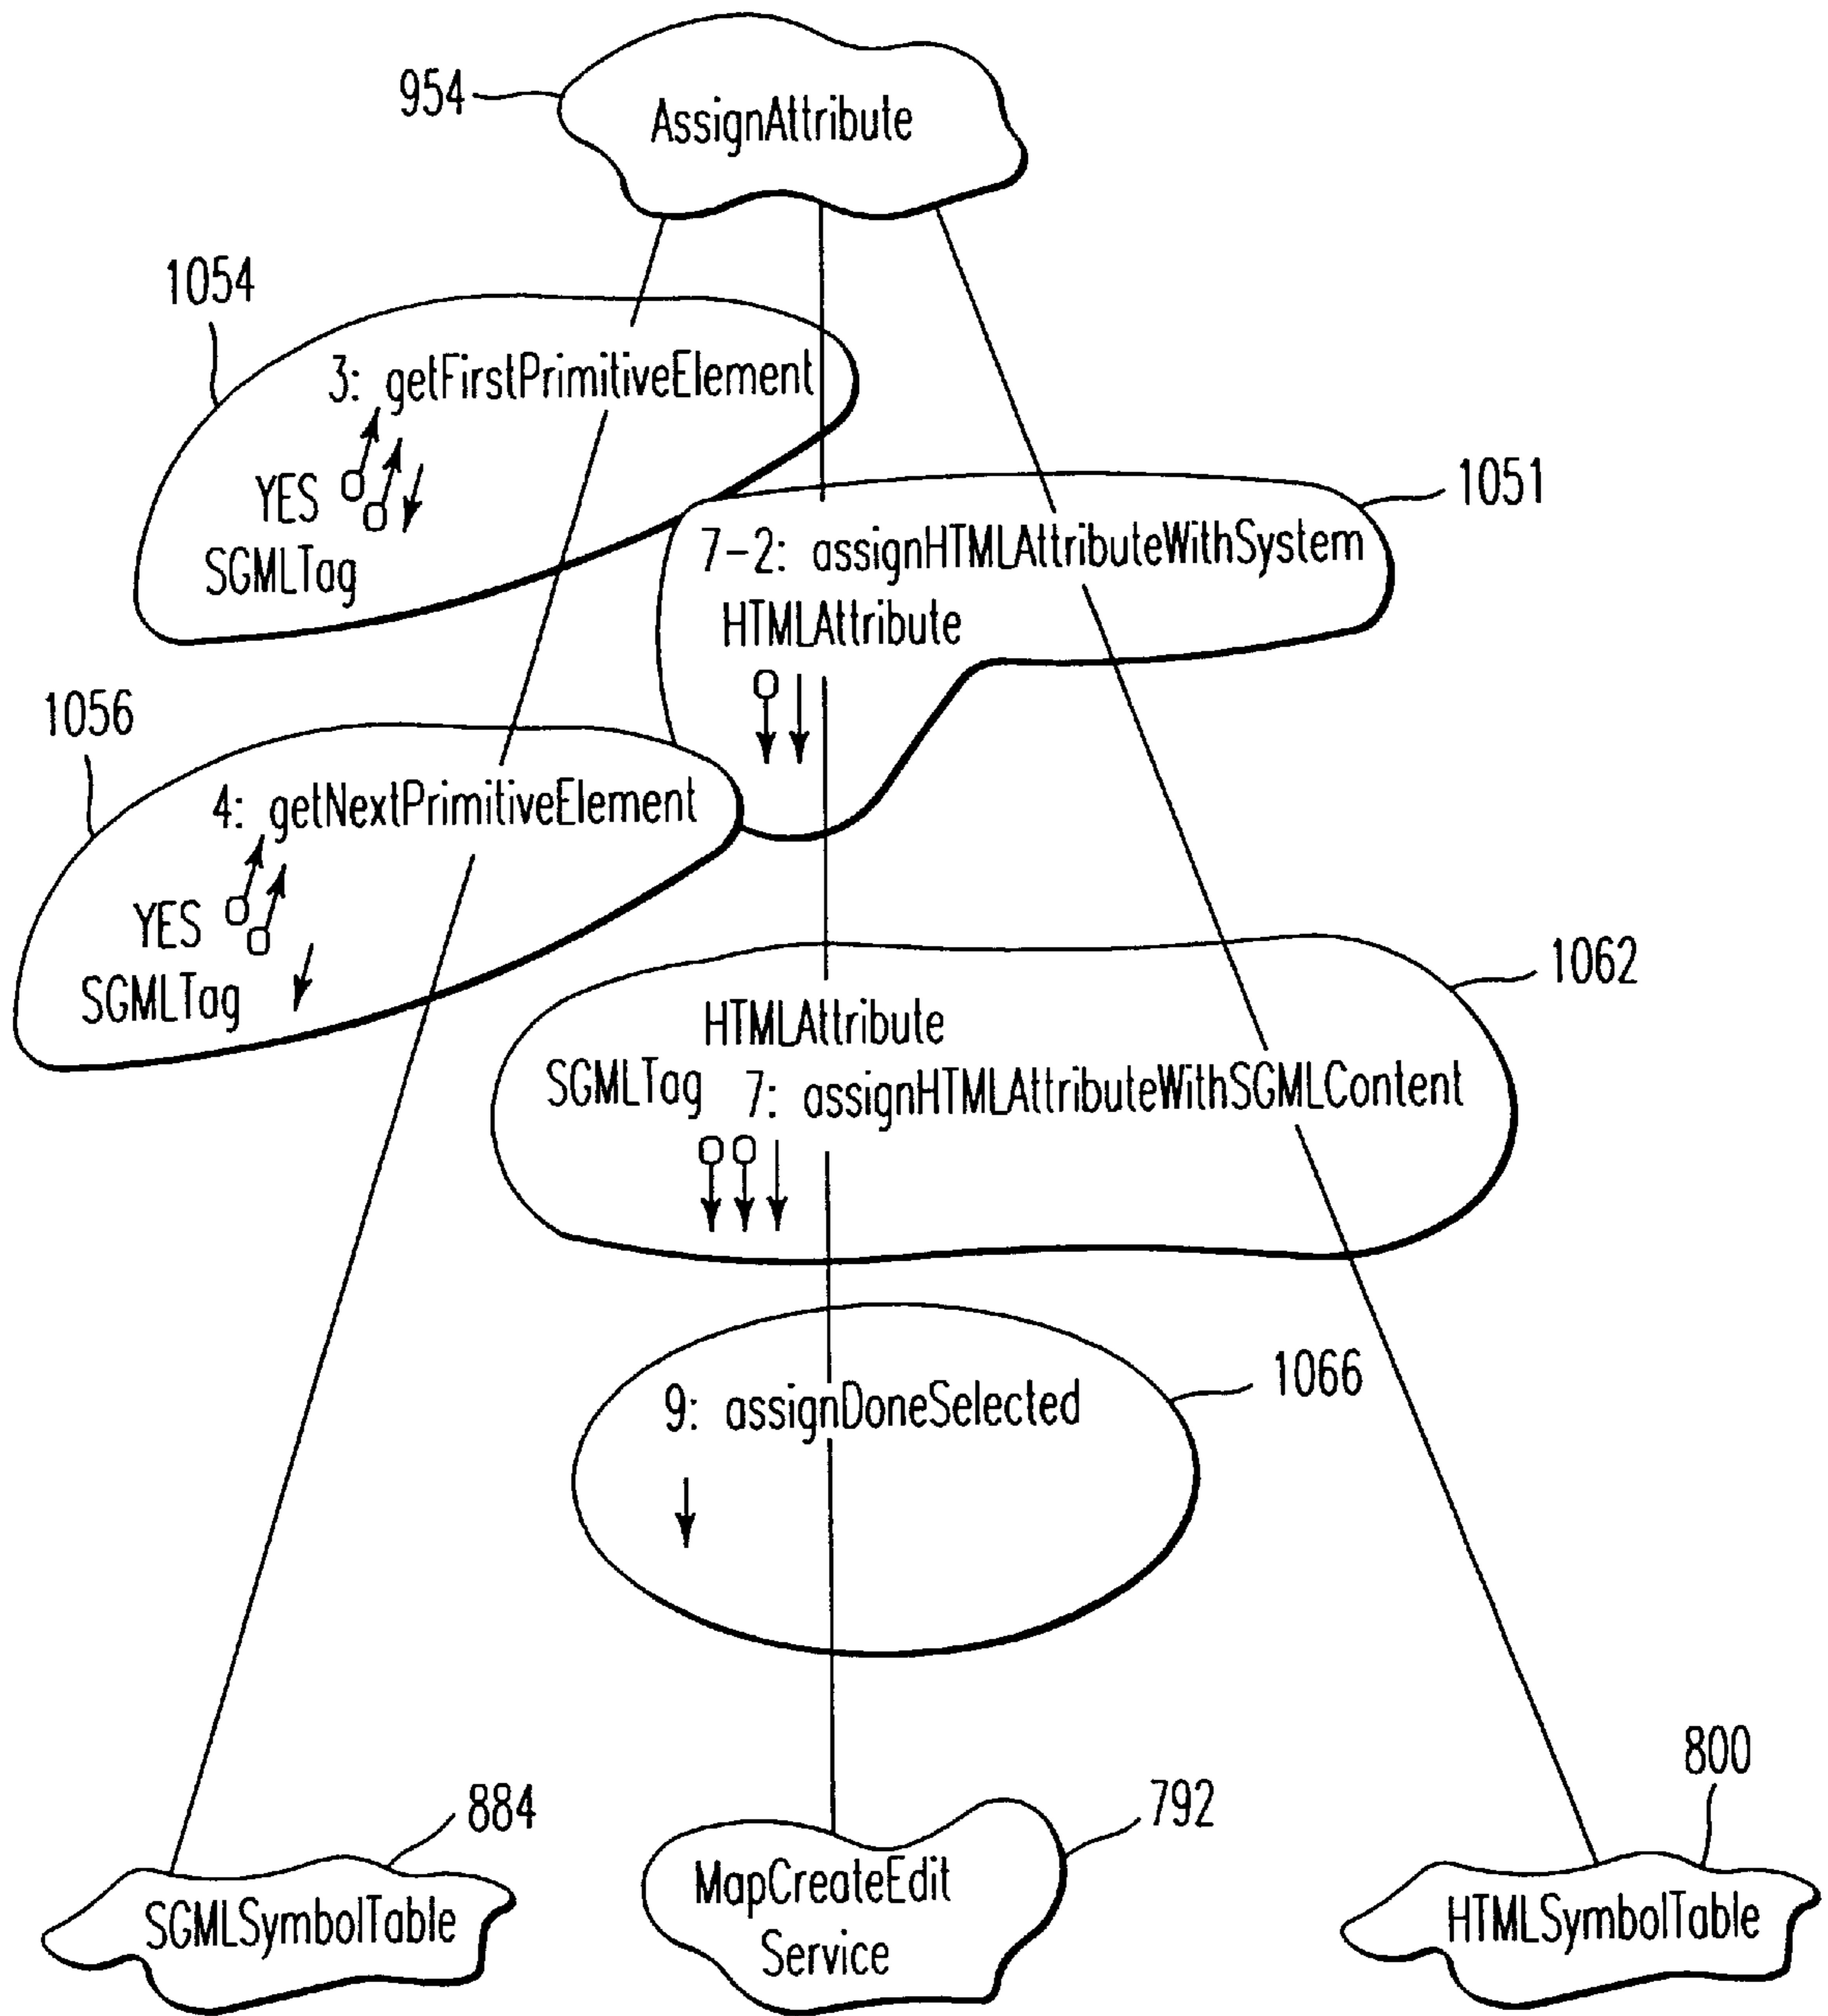 954
AssignAttribute
1054
3: getFirstPrimitiveElement
YES
SGMLTag
1051
7-2: assignHTMLAttributeWithSystem
HTMLAttribute
1056
4: getNextPrimitiveElement
YES
SGMLTag
1062
HTMLAttribute
SGMLTag 7: assignHTMLAttributeWithSGMLContent
1066
9: assignDoneSelected
884
SGMLSymbolTable
792
MapCreateEdit
Service
800
HTMLSymbolTable